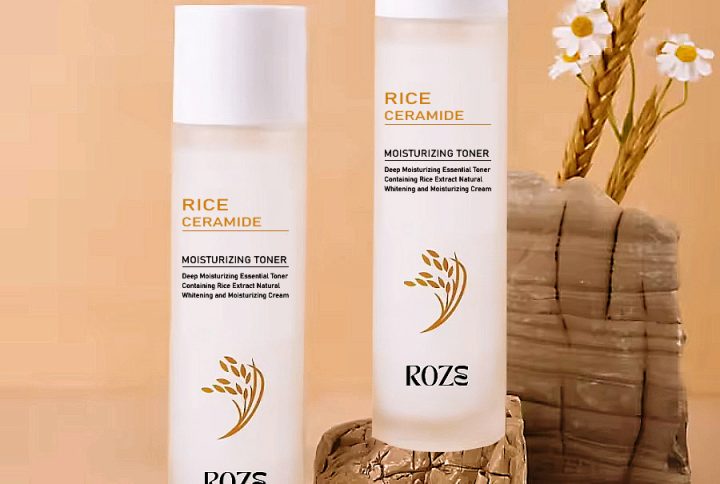 RICE
CERAMIDE
MOISTURIZING TONER
Deep Moisturizing Essential Toner
Containing Rice Extract Natural
Whitening and Moisturizing Cream
ROZE
RICE
CERAMIDE
MOISTURIZING TONER
Deep Moisturizing Essential Toner
Containing Rice Extract Natural
Whitening and Moisturizing Cream
ROZE